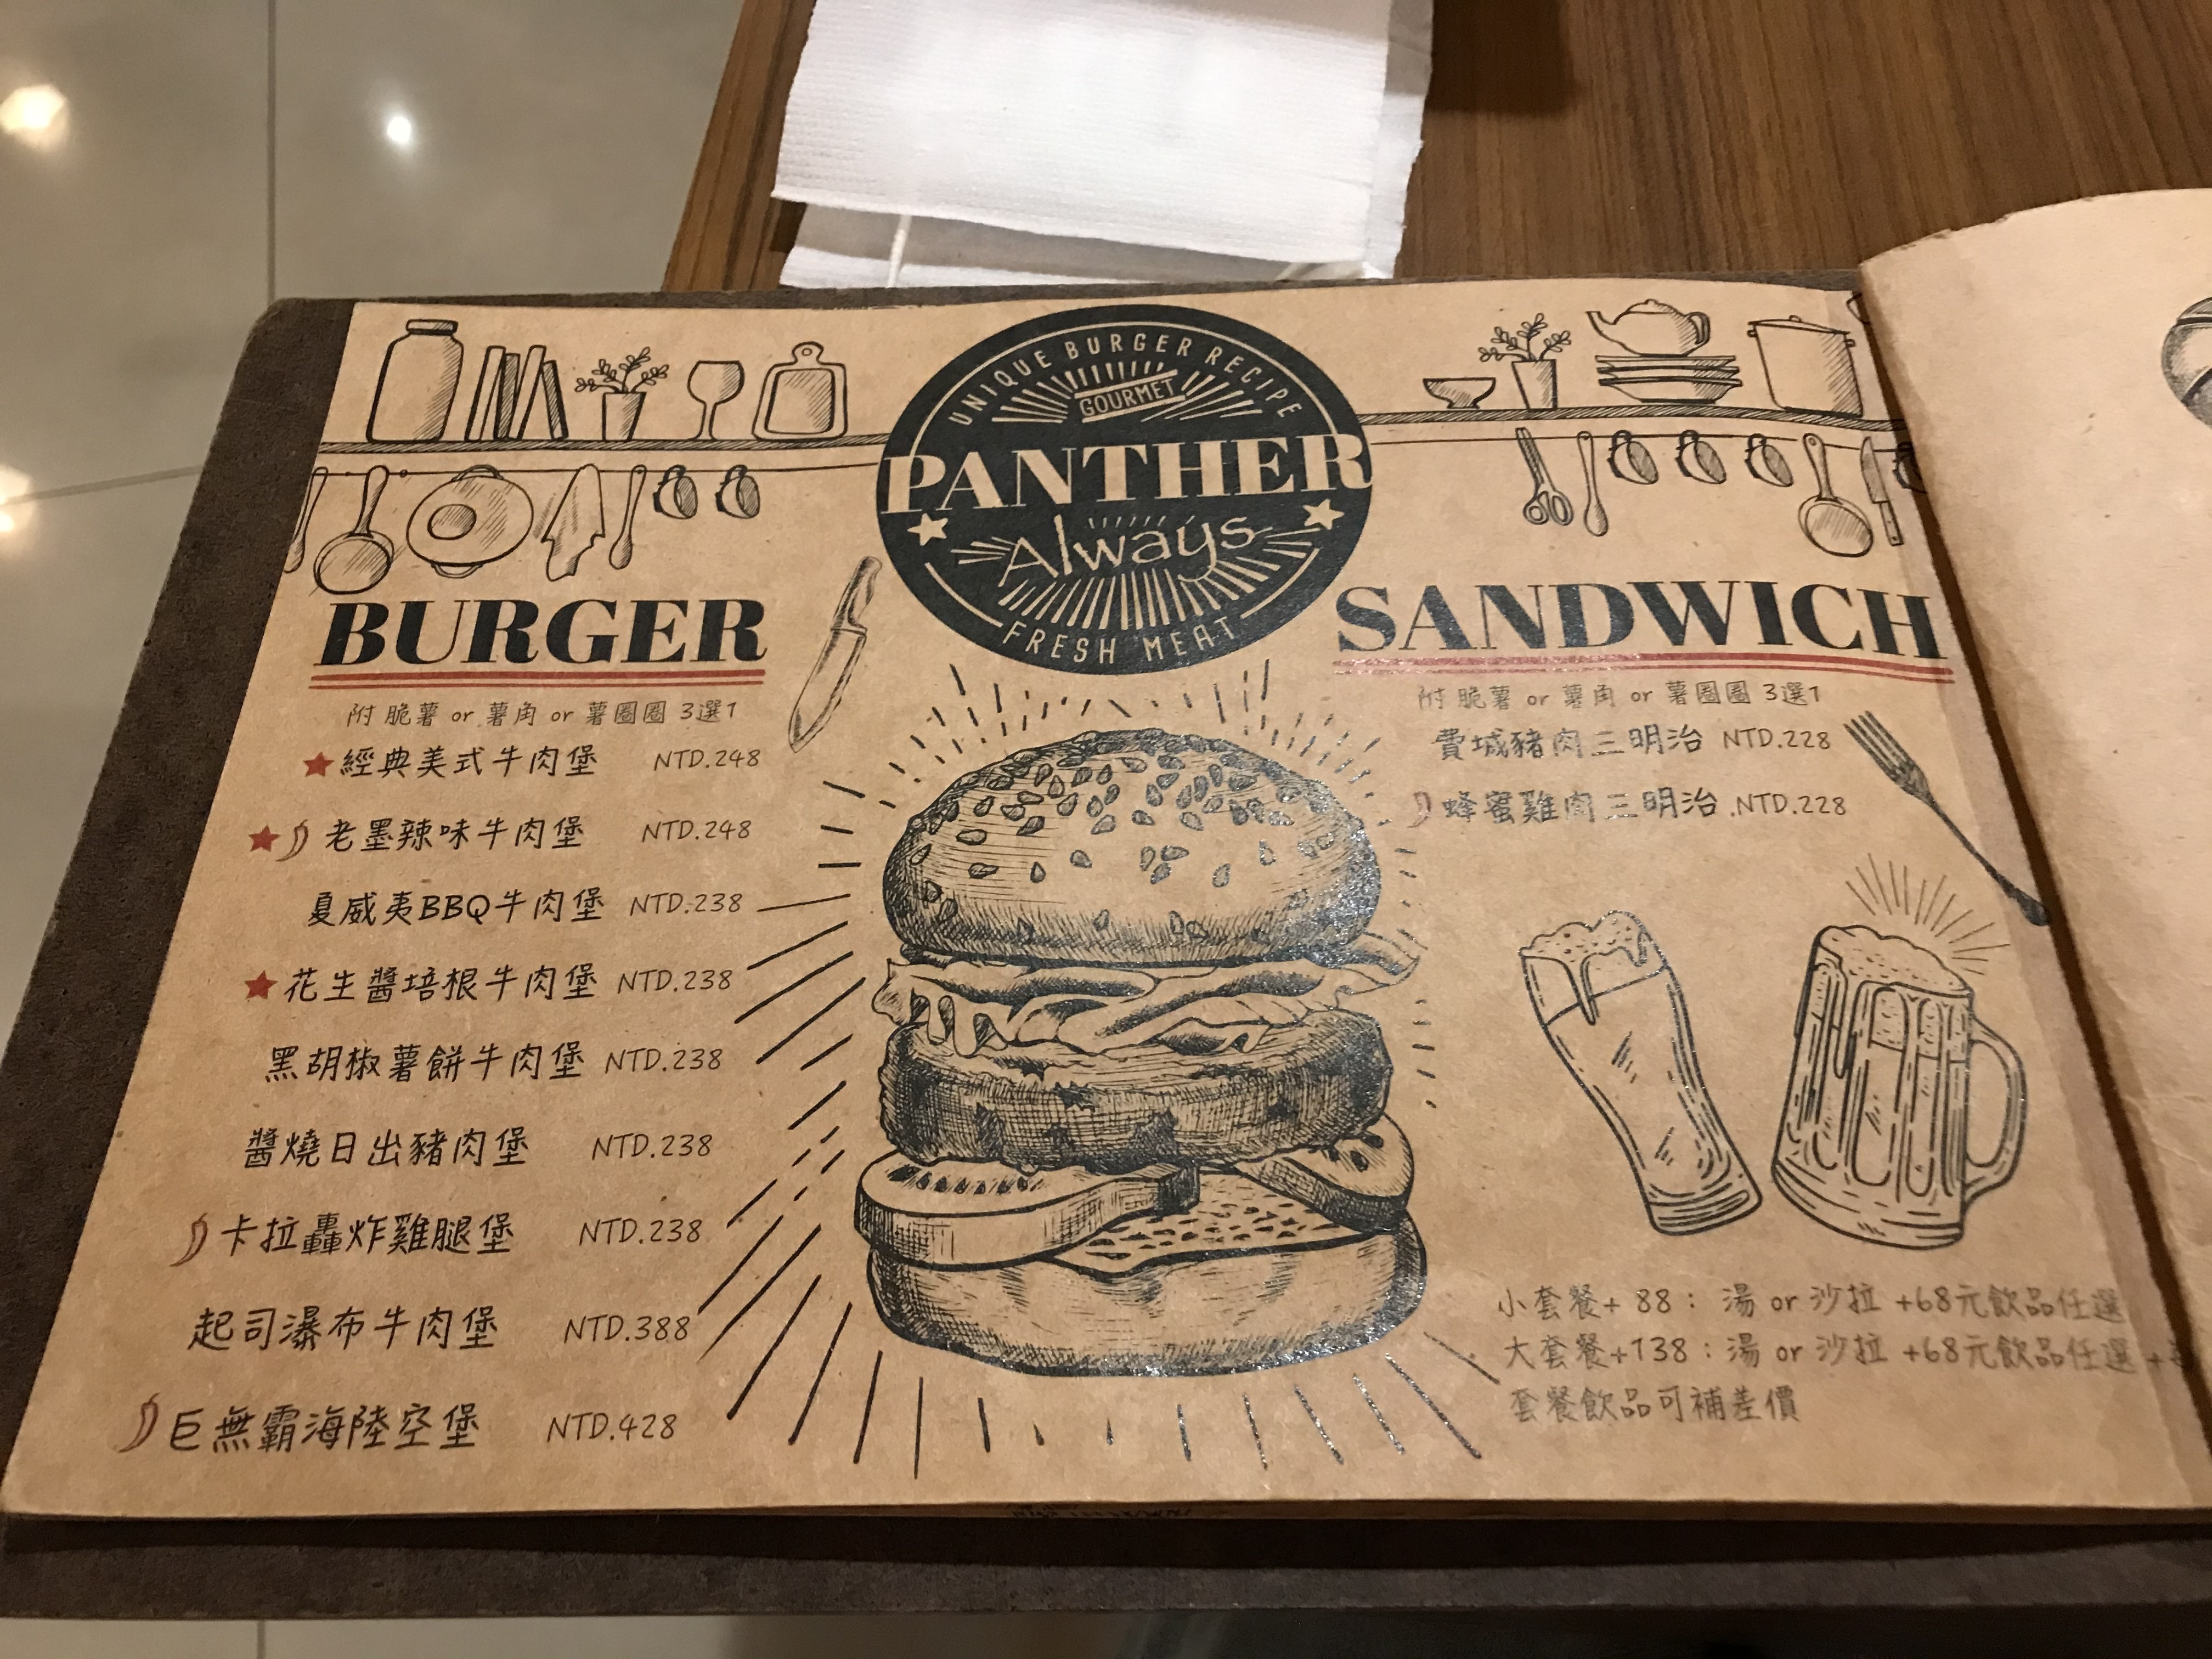 UNIQUE BURGER RECIPE
GOURMET
PANTHER
Always
FRESH MEAT
BURGER
附 脆薯 or 薯角 or 薯圈圈 3選1
經典美式牛肉堡 NTD.248
老墨辣味牛肉堡 NTD.248
夏威夷BBQ牛肉堡 NTD.238
花生醬培根牛肉堡 NTD.238
黑胡椒薯餅牛肉堡 NTD.238
醬燒日出豬肉堡 NTD.238
卡拉轟炸雞腿堡 NTD.238
起司瀑布牛肉堡 NTD.388
巨無霸海陸空堡 NTD.428
SANDWICH
附 脆薯 or 薯角 or 薯圈圈 3選1
費城豬肉三明治 NTD.228
蜂蜜雞肉三明治 .NTD.228
小套餐+ 88： 湯 or 沙拉 +68元飲品任選
大套餐+138：湯 or 沙拉 +68元飲品任選 +
套餐飲品可補差價